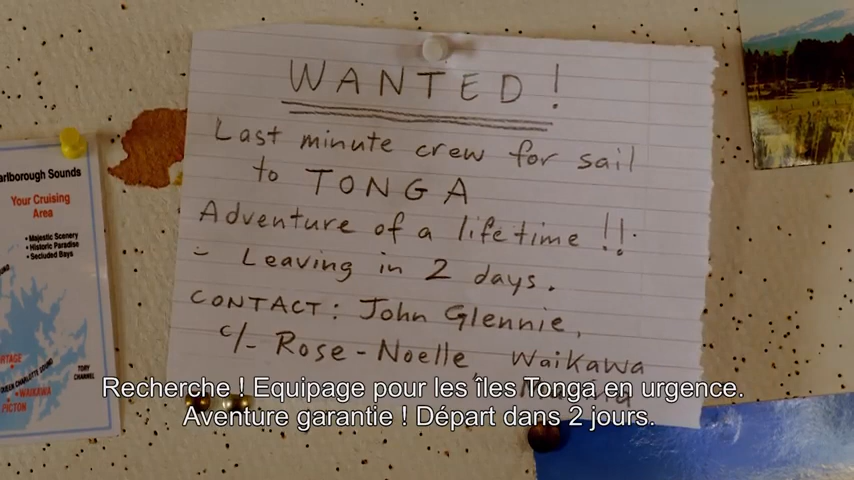 WANTED!
Last minute crew for sail
to TONGA
Adventure of a lifetime !!
- Leaving in 2 days.
CONTACT: John Glennie,
c/- Rose-Noelle, Waikawa
arlborough Sounds
Your Cruising
Area
• Majestic Scenery
• Historic Paradise
• Secluded Bays
TORY
CHANNEL
WAIKAWA
PICTON
Recherche ! Equipage pour les îles Tonga en urgence.
Aventure garantie ! Départ dans 2 jours.